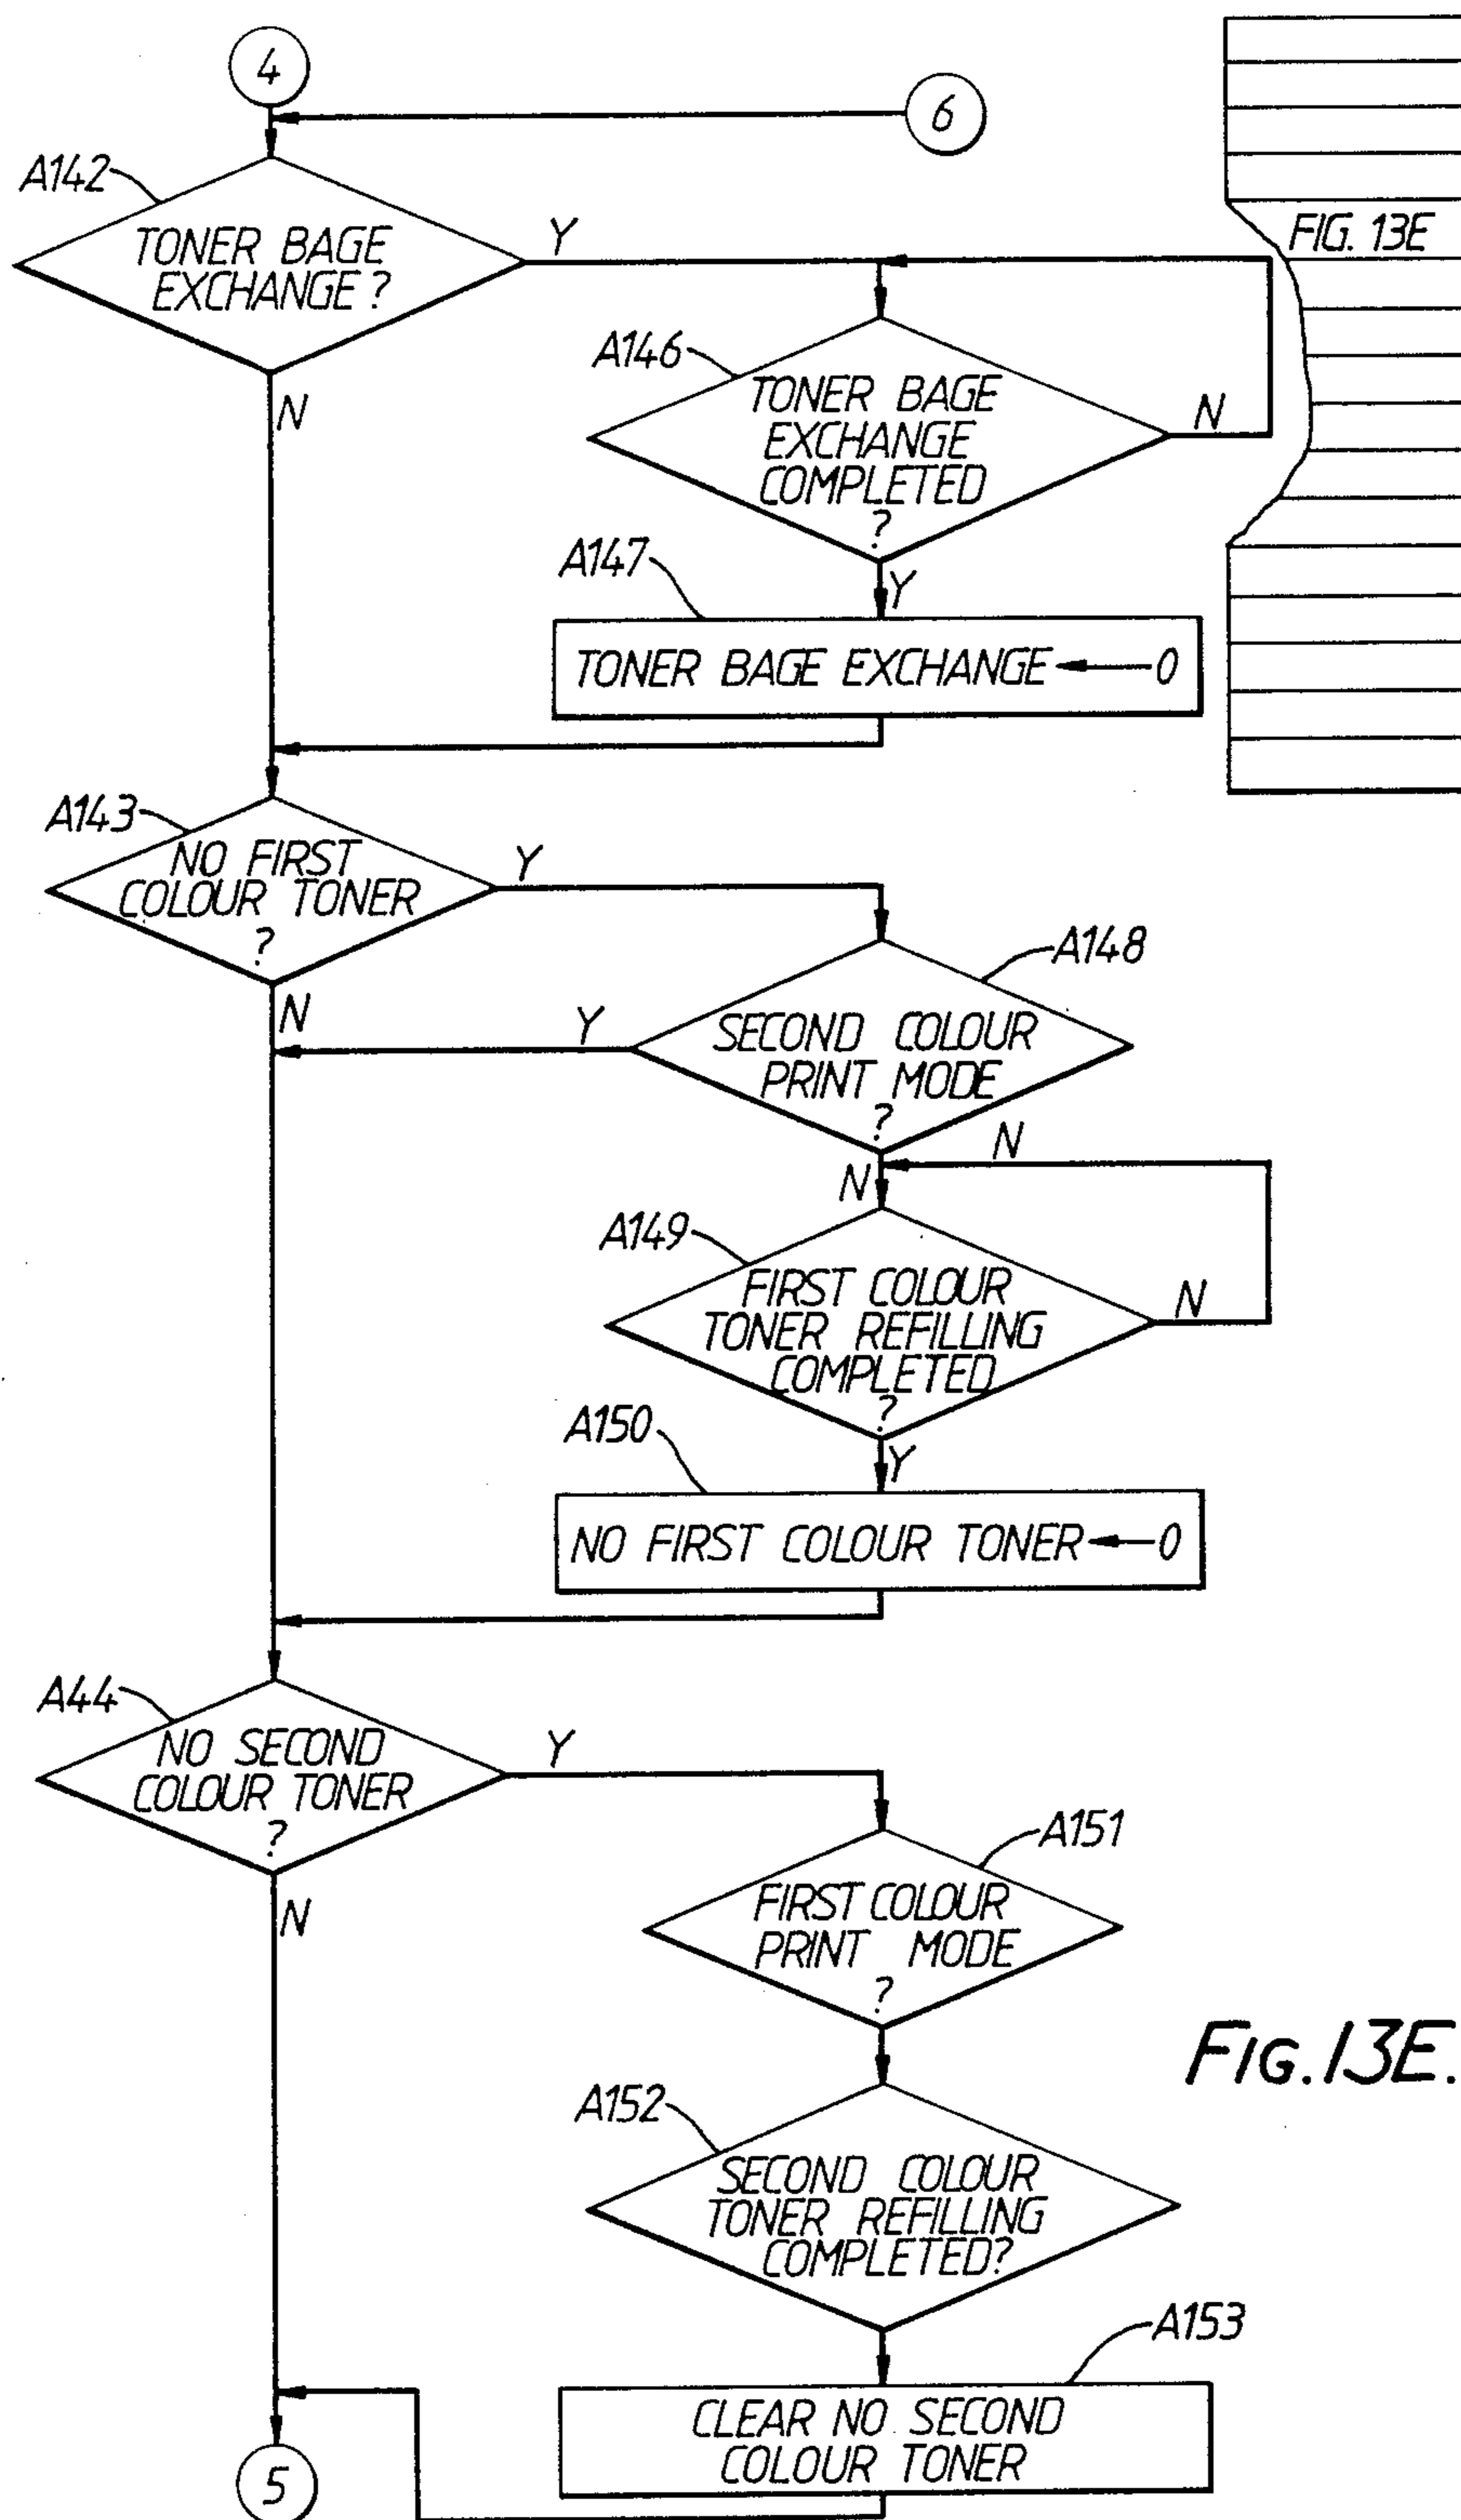 4
6
A142
TONER BAGE
EXCHANGE?
Y
FIG. 13E
N
A146
TONER BAGE
EXCHANGE
COMPLETED
?
N
Y
A147
TONER BAGE EXCHANGE ← 0
A143
NO FIRST
COLOUR TONER
?
Y
N
A148
SECOND COLOUR
PRINT MODE
?
Y
N
N
A149
FIRST COLOUR
TONER REFILLING
COMPLETED
?
N
Y
A150
NO FIRST COLOUR TONER ← 0
A44
NO SECOND
COLOUR TONER
?
Y
N
A151
FIRST COLOUR
PRINT MODE
?
FIG. 13E.
A152
SECOND COLOUR
TONER REFILLING
COMPLETED?
A153
CLEAR NO SECOND
COLOUR TONER
5